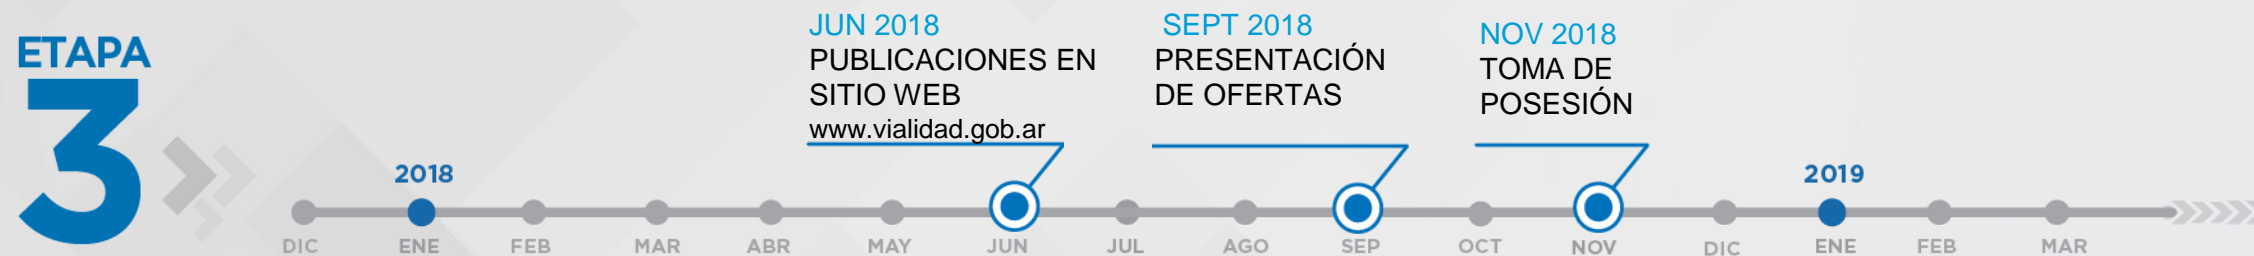 ETAPA
3
JUN 2018
PUBLICACIONES EN
SITIO WEB
www.vialidad.gob.ar
SEPT 2018
PRESENTACIÓN
DE OFERTAS
NOV 2018
TOMA DE
POSESIÓN
2018
2019
DIC ENE FEB MAR ABR MAY JUN JUL AGO SEP OCT NOV DIC ENE FEB MAR